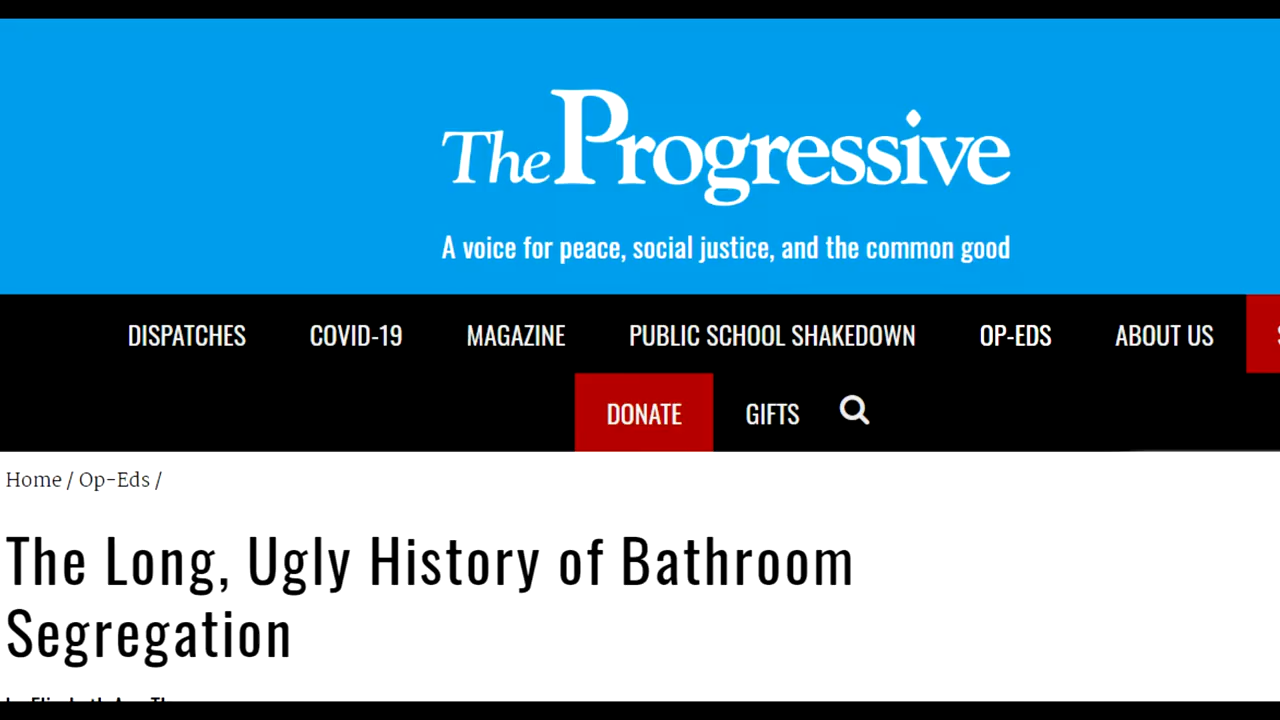 The Progressive
A voice for peace, social justice, and the common good
DISPATCHES COVID-19 MAGAZINE PUBLIC SCHOOL SHAKEDOWN OP-EDS ABOUT US
DONATE GIFTS
Home / Op-Eds /
The Long, Ugly History of Bathroom
Segregation